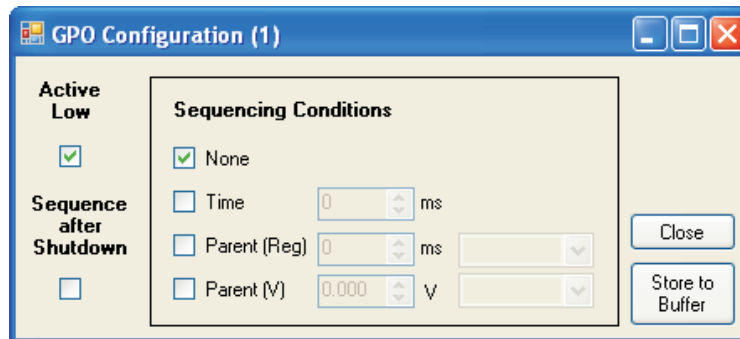 GPO Configuration (1)
Active
Low
Sequence
after
Shutdown
Sequencing Conditions
None
Time 0 ms
Parent (Reg) 0 ms
Parent (V) 0.000 V
Close
Store to
Buffer